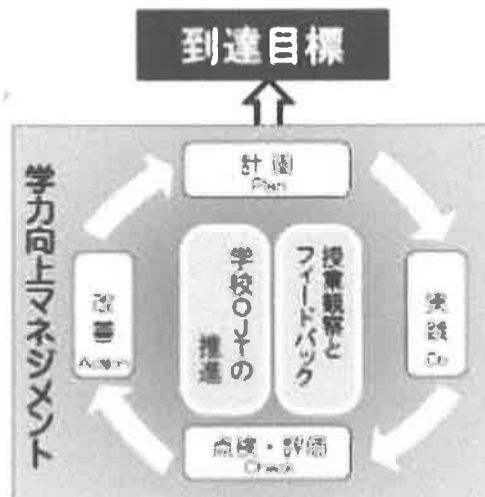 到達目標
学力向上マネジメント
計画
Plan
実践
Do
点検・評価
Check
改善
Action
学校OJTの
推進
授業観察と
フィードバック